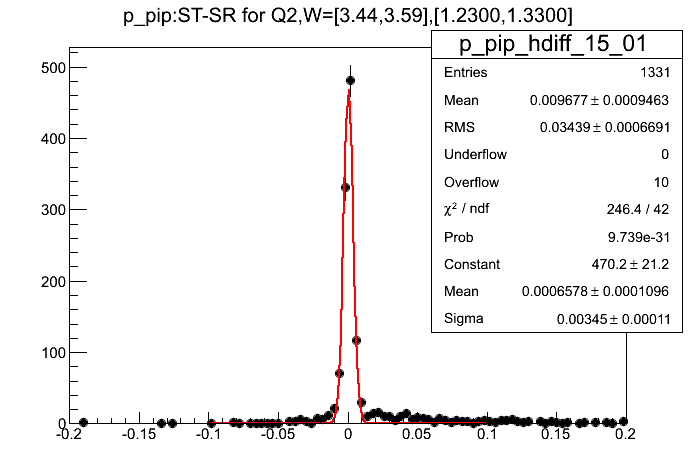 p_pip:ST-SR for Q2,W=[3.44,3.59],[1.2300,1.3300]
p_pip_hdiff_15_01
Entries 1331
Mean 0.009677 ± 0.0009463
RMS 0.03439 ± 0.0006691
Underflow 0
Overflow 10
χ² / ndf 246.4 / 42
Prob 9.739e-31
Constant 470.2 ± 21.2
Mean 0.0006578 ± 0.0001096
Sigma 0.00345 ± 0.00011
500
400
300
200
100
0
-0.2 -0.15 -0.1 -0.05 0 0.05 0.1 0.15 0.2